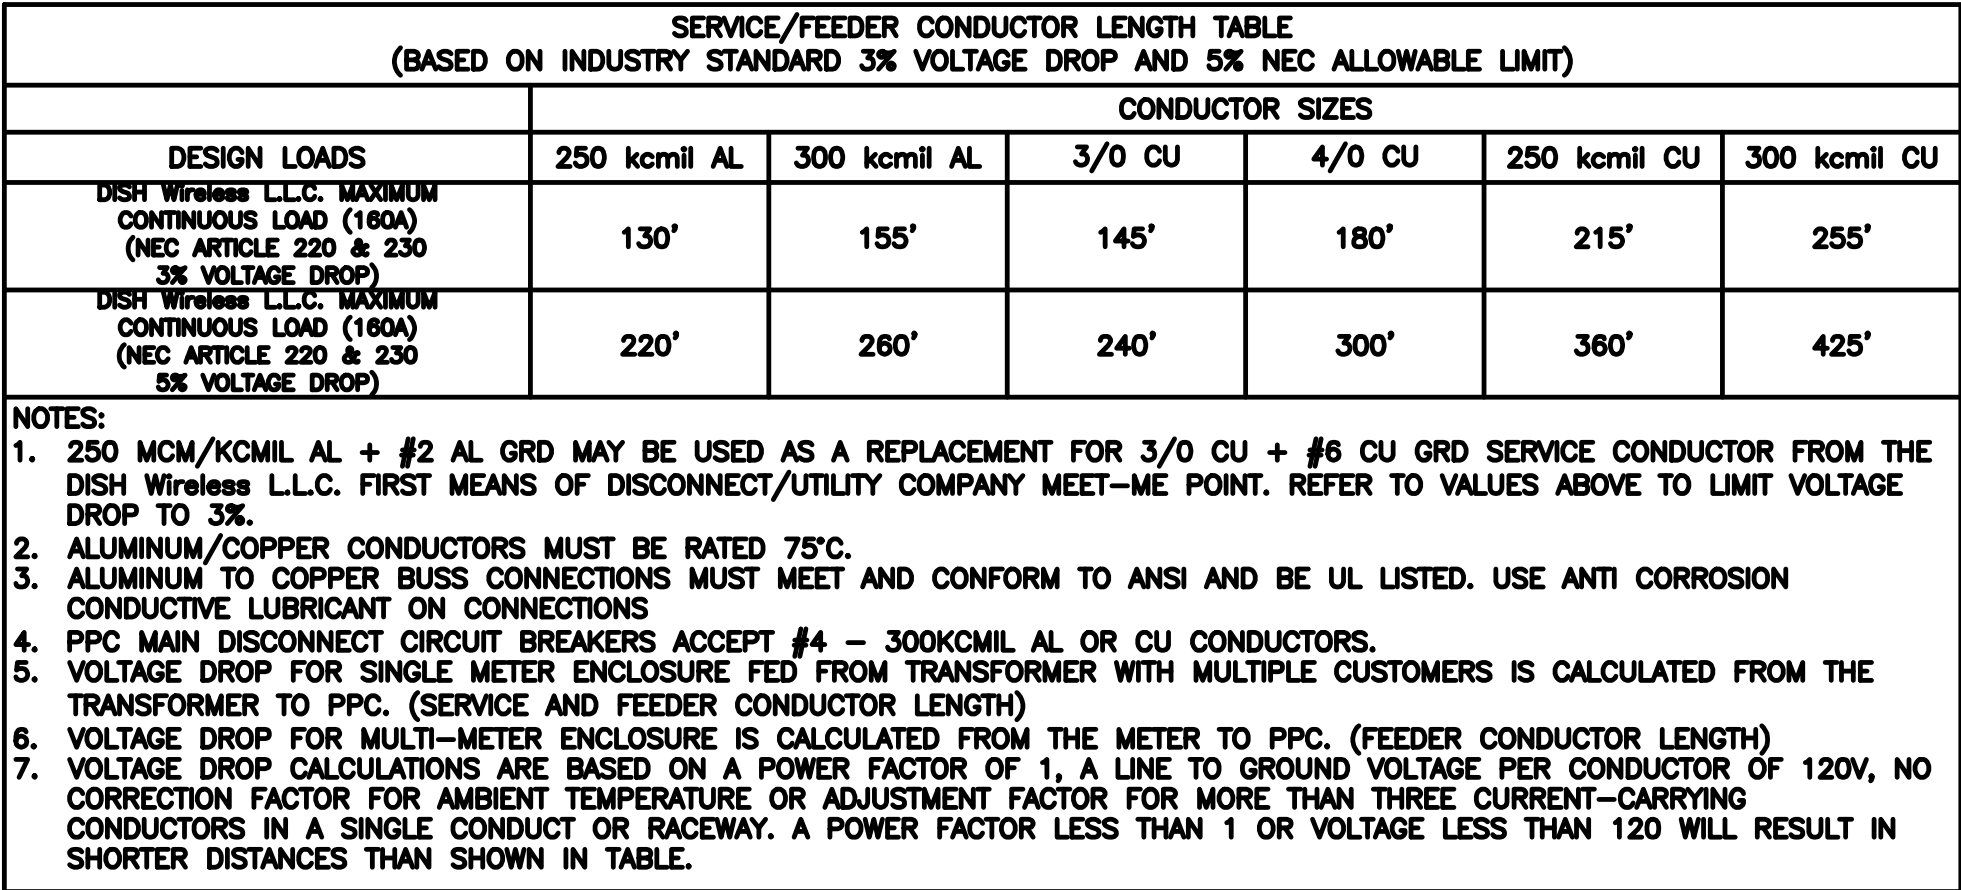 SERVICE/FEEDER CONDUCTOR LENGTH TABLE
(BASED ON INDUSTRY STANDARD 3% VOLTAGE DROP AND 5% NEC ALLOWABLE LIMIT)
CONDUCTOR SIZES
DESIGN LOADS 250 kcmil AL 300 kcmil AL 3/0 CU 4/0 CU 250 kcmil CU 300 kcmil CU
DISH Wireless L.L.C. MAXIMUM
CONTINUOUS LOAD (160A)
(NEC ARTICLE 220 & 230
3% VOLTAGE DROP)
130' 155' 145' 180' 215' 255'
DISH Wireless L.L.C. MAXIMUM
CONTINUOUS LOAD (160A)
(NEC ARTICLE 220 & 230
5% VOLTAGE DROP)
220' 260' 240' 300' 360' 425'
NOTES:
1. 250 MCM/KCMIL AL + #2 AL GRD MAY BE USED AS A REPLACEMENT FOR 3/0 CU + #6 CU GRD SERVICE CONDUCTOR FROM THE
DISH Wireless L.L.C. FIRST MEANS OF DISCONNECT/UTILITY COMPANY MEET-ME POINT. REFER TO VALUES ABOVE TO LIMIT VOLTAGE
DROP TO 3%.
2. ALUMINUM/COPPER CONDUCTORS MUST BE RATED 75°C.
3. ALUMINUM TO COPPER BUSS CONNECTIONS MUST MEET AND CONFORM TO ANSI AND BE UL LISTED. USE ANTI CORROSION
CONDUCTIVE LUBRICANT ON CONNECTIONS
4. PPC MAIN DISCONNECT CIRCUIT BREAKERS ACCEPT #4 - 300KCMIL AL OR CU CONDUCTORS.
5. VOLTAGE DROP FOR SINGLE METER ENCLOSURE FED FROM TRANSFORMER WITH MULTIPLE CUSTOMERS IS CALCULATED FROM THE
TRANSFORMER TO PPC. (SERVICE AND FEEDER CONDUCTOR LENGTH)
6. VOLTAGE DROP FOR MULTI-METER ENCLOSURE IS CALCULATED FROM THE METER TO PPC. (FEEDER CONDUCTOR LENGTH)
7. VOLTAGE DROP CALCULATIONS ARE BASED ON A POWER FACTOR OF 1, A LINE TO GROUND VOLTAGE PER CONDUCTOR OF 120V, NO
CORRECTION FACTOR FOR AMBIENT TEMPERATURE OR ADJUSTMENT FACTOR FOR MORE THAN THREE CURRENT-CARRYING
CONDUCTORS IN A SINGLE CONDUCT OR RACEWAY. A POWER FACTOR LESS THAN 1 OR VOLTAGE LESS THAN 120 WILL RESULT IN
SHORTER DISTANCES THAN SHOWN IN TABLE.